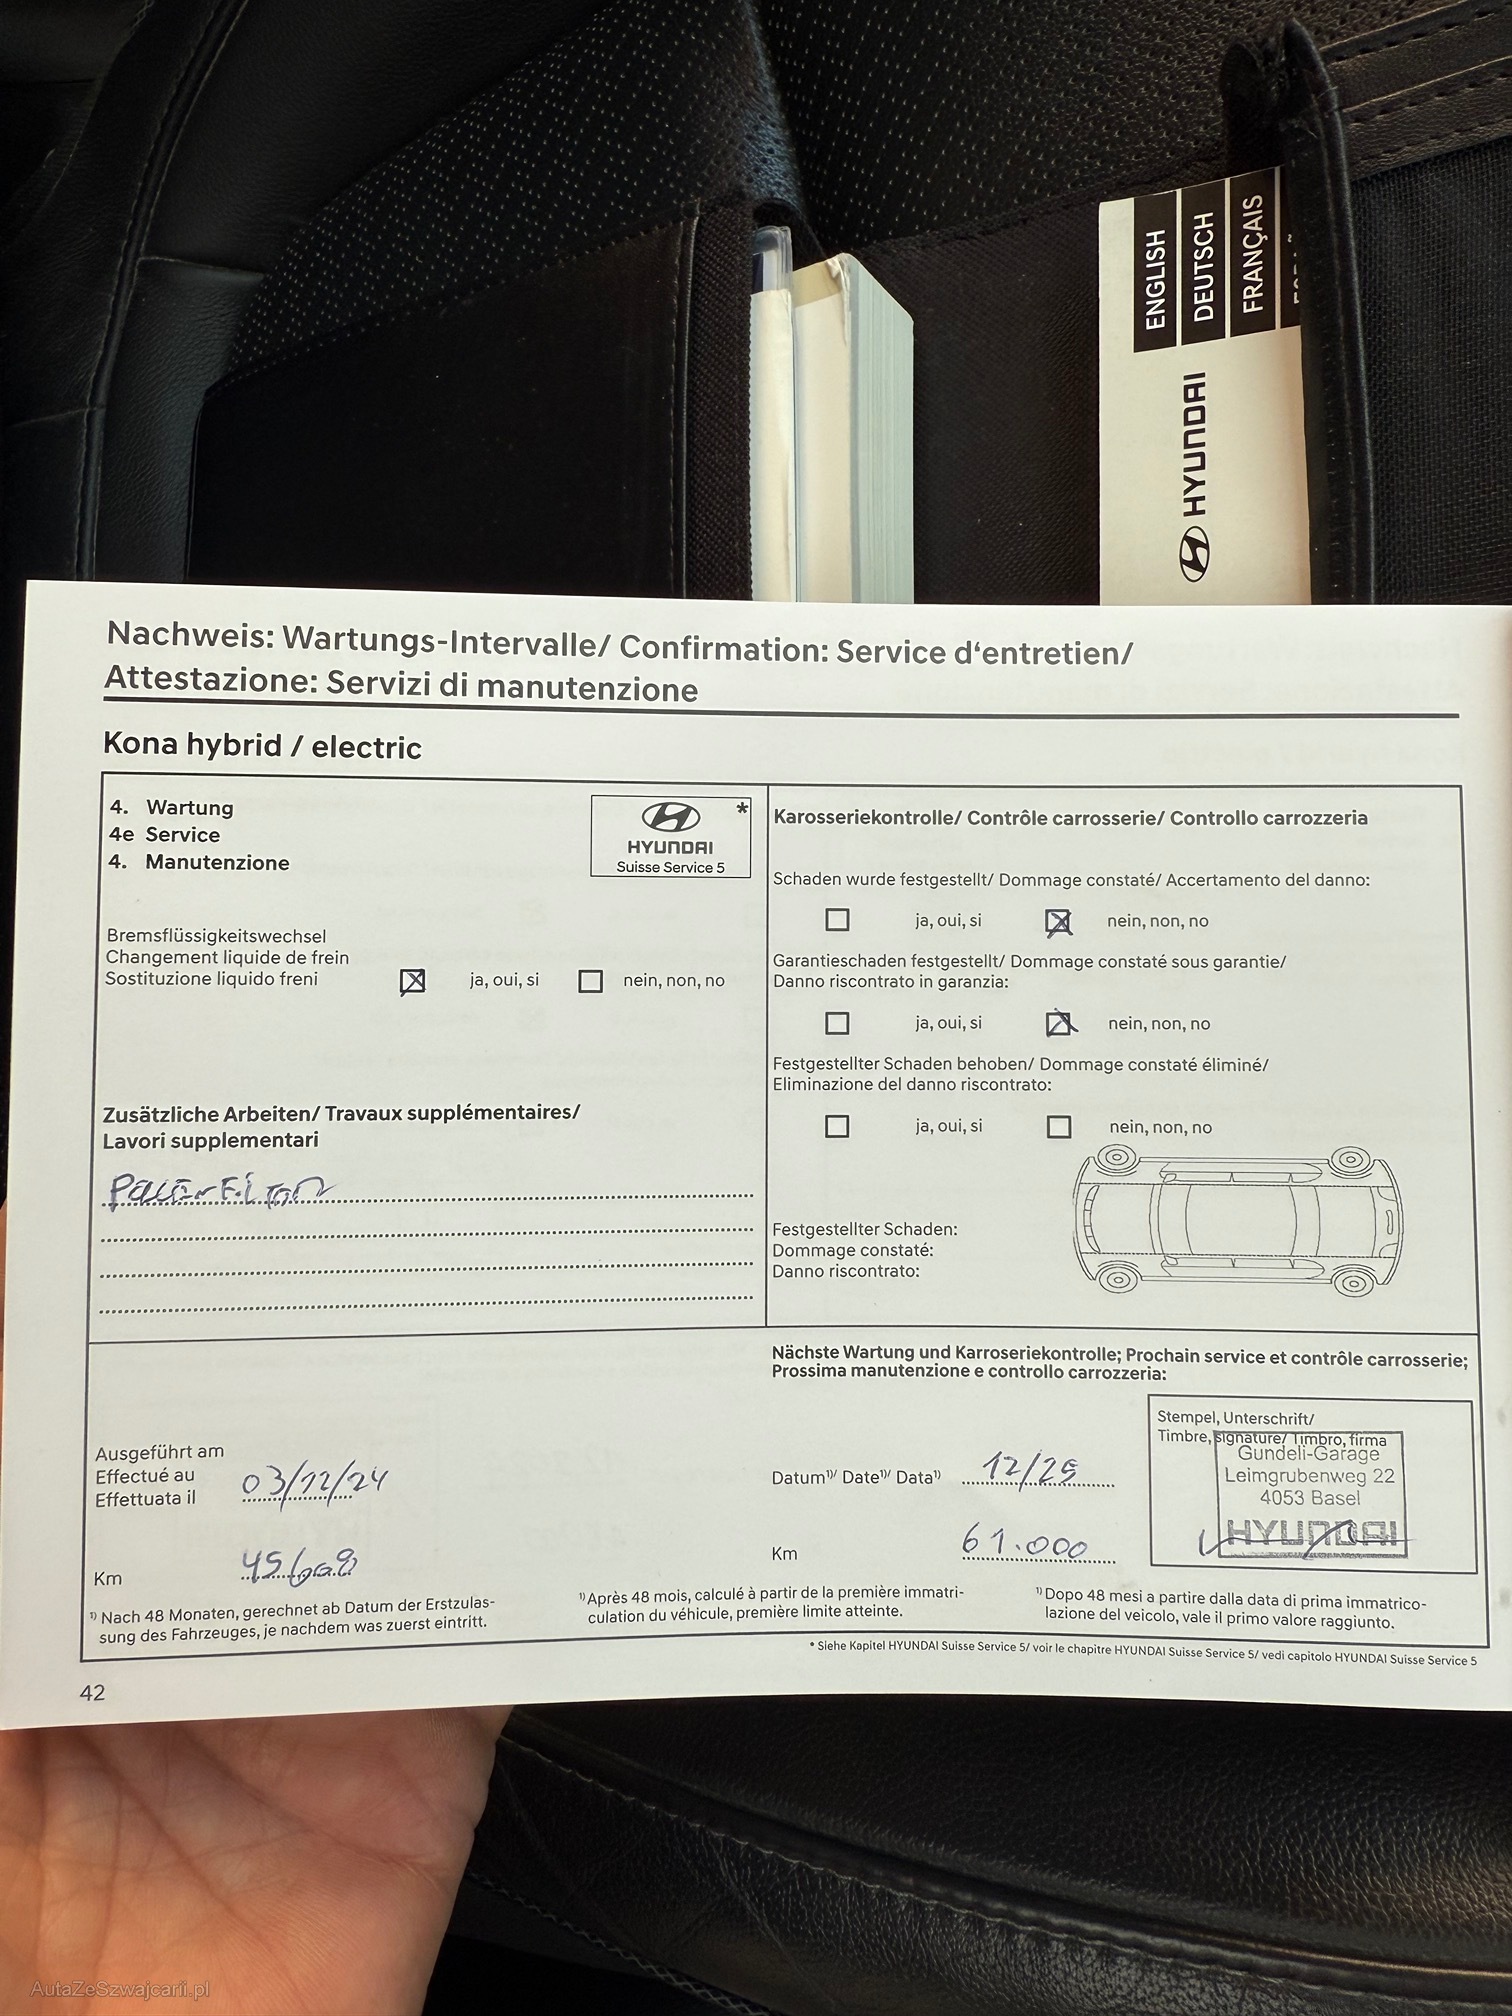 ENGLISH
DEUTSCH
FRANÇAIS
HYUNDAI
Nachweis: Wartungs-Intervalle/ Confirmation: Service d'entretien/
Attestazione: Servizi di manutenzione
Kona hybrid / electric
4. Wartung
4e Service
4. Manutenzione
*
HYUNDAI
Suisse Service 5
Bremsflüssigkeitswechsel
Changement liquide de frein
Sostituzione liquido freni
ja, oui, si
nein, non, no
Zusätzliche Arbeiten/ Travaux supplémentaires/
Lavori supplementari
Karosseriekontrolle/ Contrôle carrosserie/ Controllo carrozzeria
Schaden wurde festgestellt/ Dommage constaté/ Accertamento del danno:
ja, oui, si
nein, non, no
Garantieschaden festgestellt/ Dommage constaté sous garantie/
Danno riscontrato in garanzia:
ja, oui, si
nein, non, no
Festgestellter Schaden behoben/ Dommage constaté éliminé/
Eliminazione del danno riscontrato:
ja, oui, si
nein, non, no
Festgestellter Schaden:
Dommage constaté:
Danno riscontrato:
Ausgeführt am
Effectué au
Effettuata il
03/12/24
Km
Nächste Wartung und Karroseriekontrolle; Prochain service et contrôle carrosserie;
Prossima manutenzione e controllo carrozzeria:
Datum¹⁾/ Date¹⁾/ Data¹⁾
12/25
Km
61.000
Stempel, Unterschrift/
Timbre, signature/ Timbro, firma
Gundeli-Garage
Leimgrubenweg 22
4053 Basel
HYUNDAI
¹⁾ Nach 48 Monaten, gerechnet ab Datum der Erstzulas-
sung des Fahrzeuges, je nachdem was zuerst eintritt.
¹⁾ Après 48 mois, calculé à partir de la première immatri-
culation du véhicule, première limite atteinte.
¹⁾ Dopo 48 mesi a partire dalla data di prima immatrico-
lazione del veicolo, vale il primo valore raggiunto.
* Siehe Kapitel HYUNDAI Suisse Service 5/ voir le chapitre HYUNDAI Suisse Service 5/ vedi capitolo HYUNDAI Suisse Service 5
42
AutaZeSzwajcarii.pl